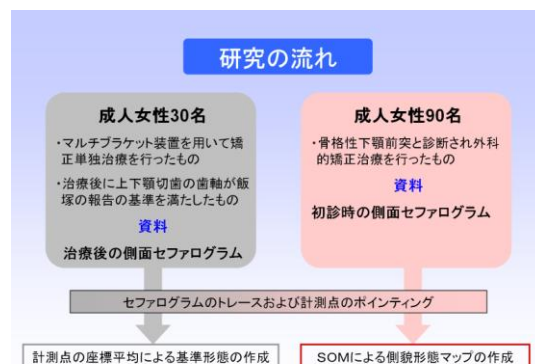 研究の流れ
成人女性30名
・マルチブラケット装置を用いて矯
正単独治療を行ったもの
・治療後に上下顎切歯の歯軸が飯
塚の報告の基準を満たしたもの
資料
治療後の側面セファログラム
成人女性90名
・骨格性下顎前突と診断され外科
的矯正治療を行ったもの
資料
初診時の側面セファログラム
セファログラムのトレースおよび計測点のポインティング
計測点の座標平均による基準形態の作成
SOMによる側貌形態マップの作成